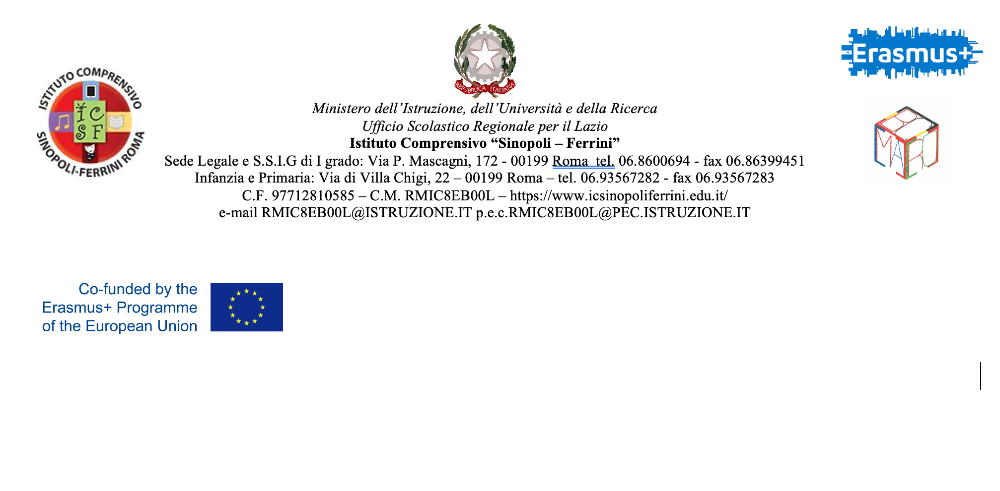 Erasmus+
REPVBBLICA ITALIANA
ISTITUTO COMPRENSIVO
SINOPOLI-FERRINI ROMA
iC
SF
Ministero dell’Istruzione, dell’Università e della Ricerca
Ufficio Scolastico Regionale per il Lazio
Istituto Comprensivo “Sinopoli – Ferrini”
Sede Legale e S.S.I.G di I grado: Via P. Mascagni, 172 - 00199 Roma  tel. 06.8600694 - fax 06.86399451
Infanzia e Primaria: Via di Villa Chigi, 22 – 00199 Roma – tel. 06.93567282 - fax 06.93567283
C.F. 97712810585 – C.M. RMIC8EB00L – https://www.icsinopoliferrini.edu.it/
e-mail RMIC8EB00L@ISTRUZIONE.IT p.e.c.RMIC8EB00L@PEC.ISTRUZIONE.IT
Co-funded by the
Erasmus+ Programme
of the European Union